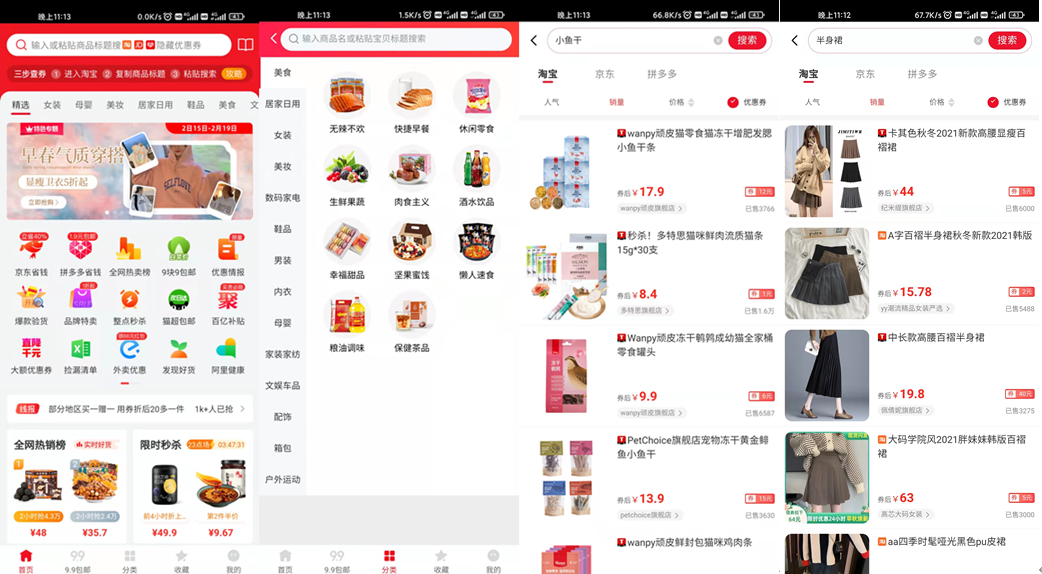 晚上11:13
0.0K/s
输入或粘贴商品标题搜
隐藏优惠券
三步查券 1 进入淘宝 2 复制商品标题 3 粘贴搜索 攻略
精选 女装 母婴 美妆 居家日用 鞋品 美食 文
特色专题
2月15日-2月19日
早春气质穿搭
显瘦卫衣5折起
立即抢购
SELFLOVE
京东省钱 拼多多省钱 全网热卖榜 9块9包邮 优惠情报
爆款验货 品牌特卖 整点秒杀 猫超包邮 百亿补贴
大额优惠券 捡漏清单 外卖优惠 发现好货 阿里健康
线报 部分地区买一赠一 用券折后20多一件 1k+人已抢
全网热销榜 实时好货
限时秒杀 23点场 03:47:31
2小时抢4.3万 2小时抢2.4万
前4小时折上... 第2件半价
¥48 ¥35.7 ¥49.9 ¥9.67
首页 9.9包邮 分类 收藏 我的
晚上11:13
1.5K/s
输入商品名或粘贴宝贝标题搜索
美食
居家日用
女装
美妆
数码家电
鞋品
男装
内衣
母婴
家装家纺
文娱车品
配饰
箱包
户外运动
无辣不欢 快捷早餐 休闲零食
生鲜果蔬 肉食主义 酒水饮品
幸福甜品 坚果蜜饯 懒人速食
粮油调味 保健茶品
首页 9.9包邮 分类 收藏 我的
晚上11:13
66.8K/s
小鱼干 搜索
淘宝 京东 拼多多
人气 销量 价格 优惠券
wanpy顽皮猫零食猫冻干增肥发腮
小鱼干条
券后¥17.9 券 12元
wanpy顽皮旗舰店 已售3766
秒杀！多特思猫咪鲜肉流质猫条
15g*30支
券后¥8.4 券 1元
多特思旗舰店 已售1.6万
Wanpy顽皮冻干鹌鹑成幼猫全家桶
零食罐头
券后¥9.9 券 6元
wanpy顽皮旗舰店 已售6587
PetChoice旗舰店宠物冻干黄金鲱
鱼小鱼干
券后¥13.9 券 15元
petchoice旗舰店 已售3630
wanpy顽皮鲜封包猫咪鸡肉条
晚上11:12
67.7K/s
半身裙 搜索
淘宝 京东 拼多多
人气 销量 价格 优惠券
卡其色秋冬2021新款高腰显瘦百
褶裙
券后¥44 券 5元
纪米缇旗舰店 已售6000
A字百褶半身裙秋冬新款2021韩版
券后¥15.78 券 2元
yy潮流精品女装严选 已售5488
中长款高腰百褶半身裙
券后¥19.8 券 40元
佩倩妮旗舰店 已售3275
大码学院风2021胖妹妹韩版百褶
裙
券后¥63 券 5元
高芯大码女装 已售3000
aa四季时髦哑光黑色pu皮裙